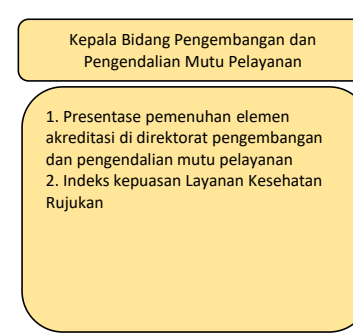 Kepala Bidang Pengembangan dan
Pengendalian Mutu Pelayanan
1. Presentase pemenuhan elemen
akreditasi di direktorat pengembangan
dan pengendalian mutu pelayanan
2. Indeks kepuasan Layanan Kesehatan
Rujukan